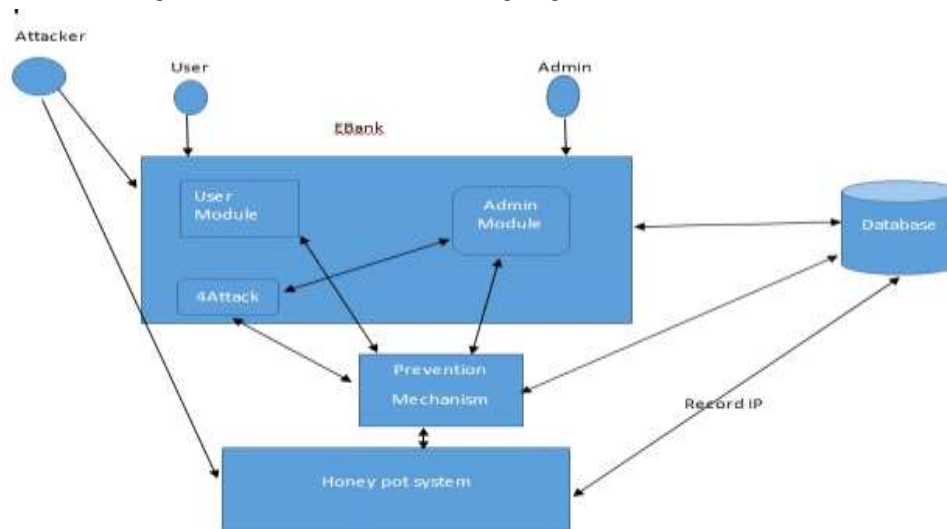 Attacker
User
Admin
EBank
User
Module
Admin
Module
Database
4Attack
Prevention
Mechanism
Record IP
Honey pot system